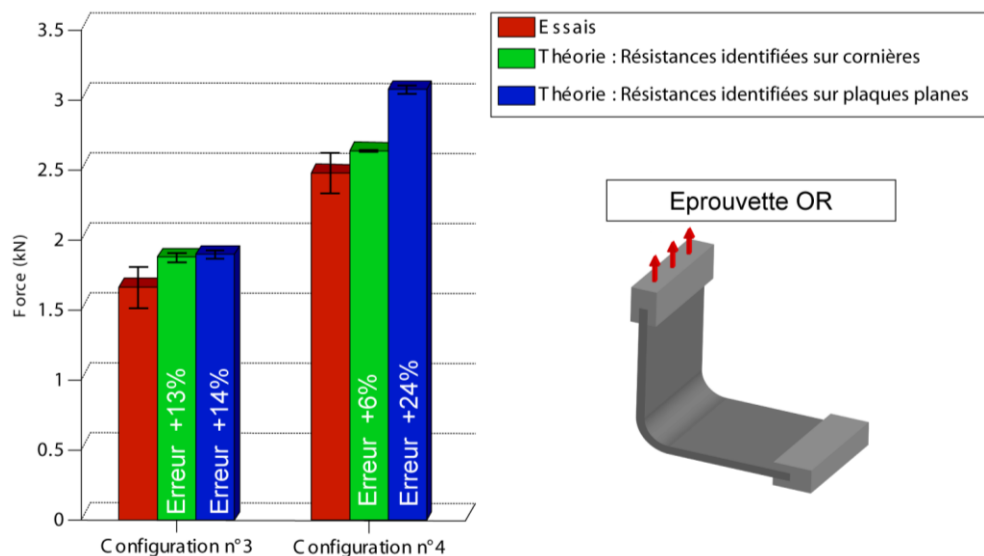 3.5
3
2.5
2
1.5
1
0.5
0
Force (kN)
Erreur +13%
Erreur +14%
Erreur +6%
Erreur +24%
Configuration n°3
Configuration n°4
Essais
Théorie : Résistances identifiées sur cornières
Théorie : Résistances identifiées sur plaques planes
Eprouvette OR